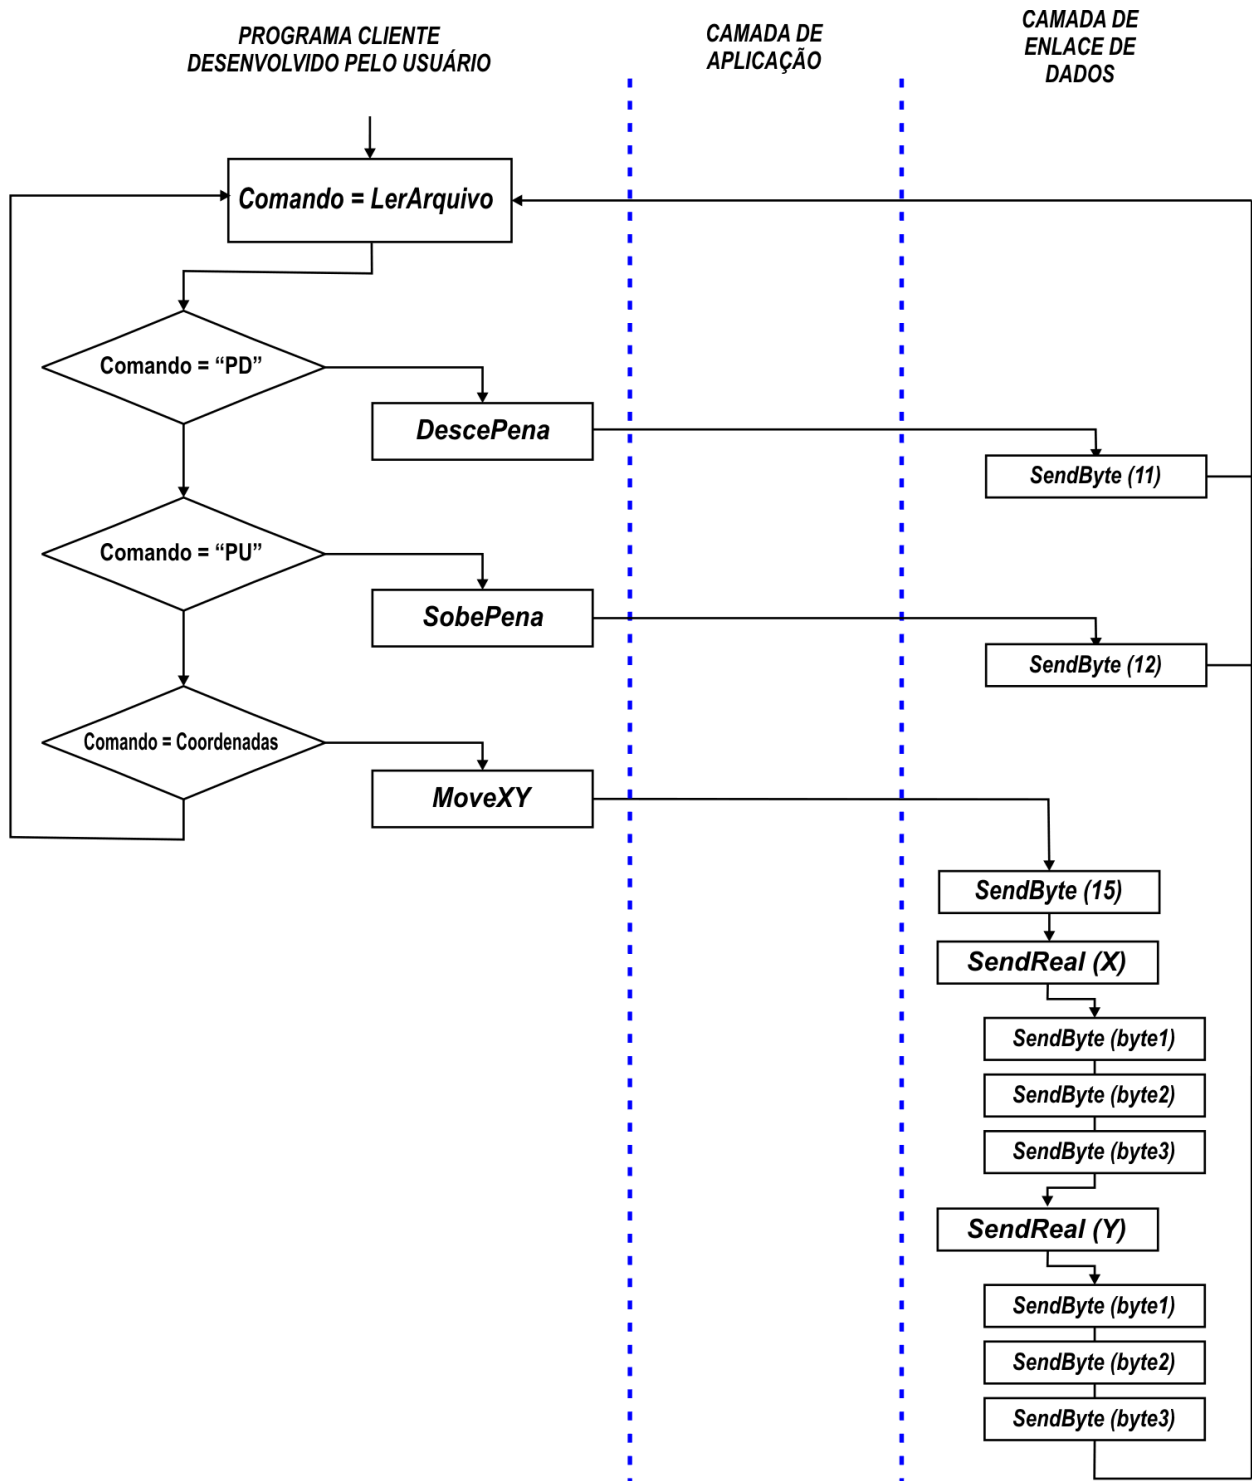 PROGRAMA CLIENTE
DESENVOLVIDO PELO USUÁRIO
CAMADA DE
APLICAÇÃO
CAMADA DE
ENLACE DE
DADOS
Comando = LerArquivo
Comando = “PD”
DescePena
SendByte (11)
Comando = “PU”
SobePena
SendByte (12)
Comando = Coordenadas
MoveXY
SendByte (15)
SendReal (X)
SendByte (byte1)
SendByte (byte2)
SendByte (byte3)
SendReal (Y)
SendByte (byte1)
SendByte (byte2)
SendByte (byte3)